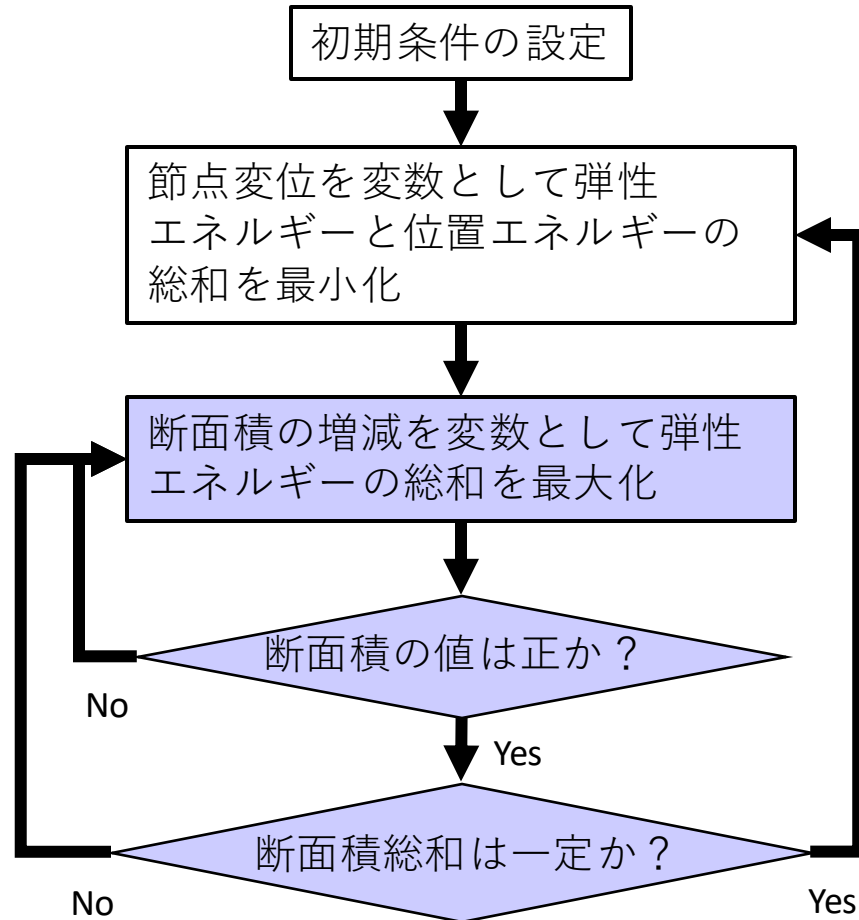 初期条件の設定
節点変位を変数として弾性
エネルギーと位置エネルギーの
総和を最小化
断面積の増減を変数として弾性
エネルギーの総和を最大化
断面積の値は正か？
No
Yes
断面積総和は一定か？
No
Yes